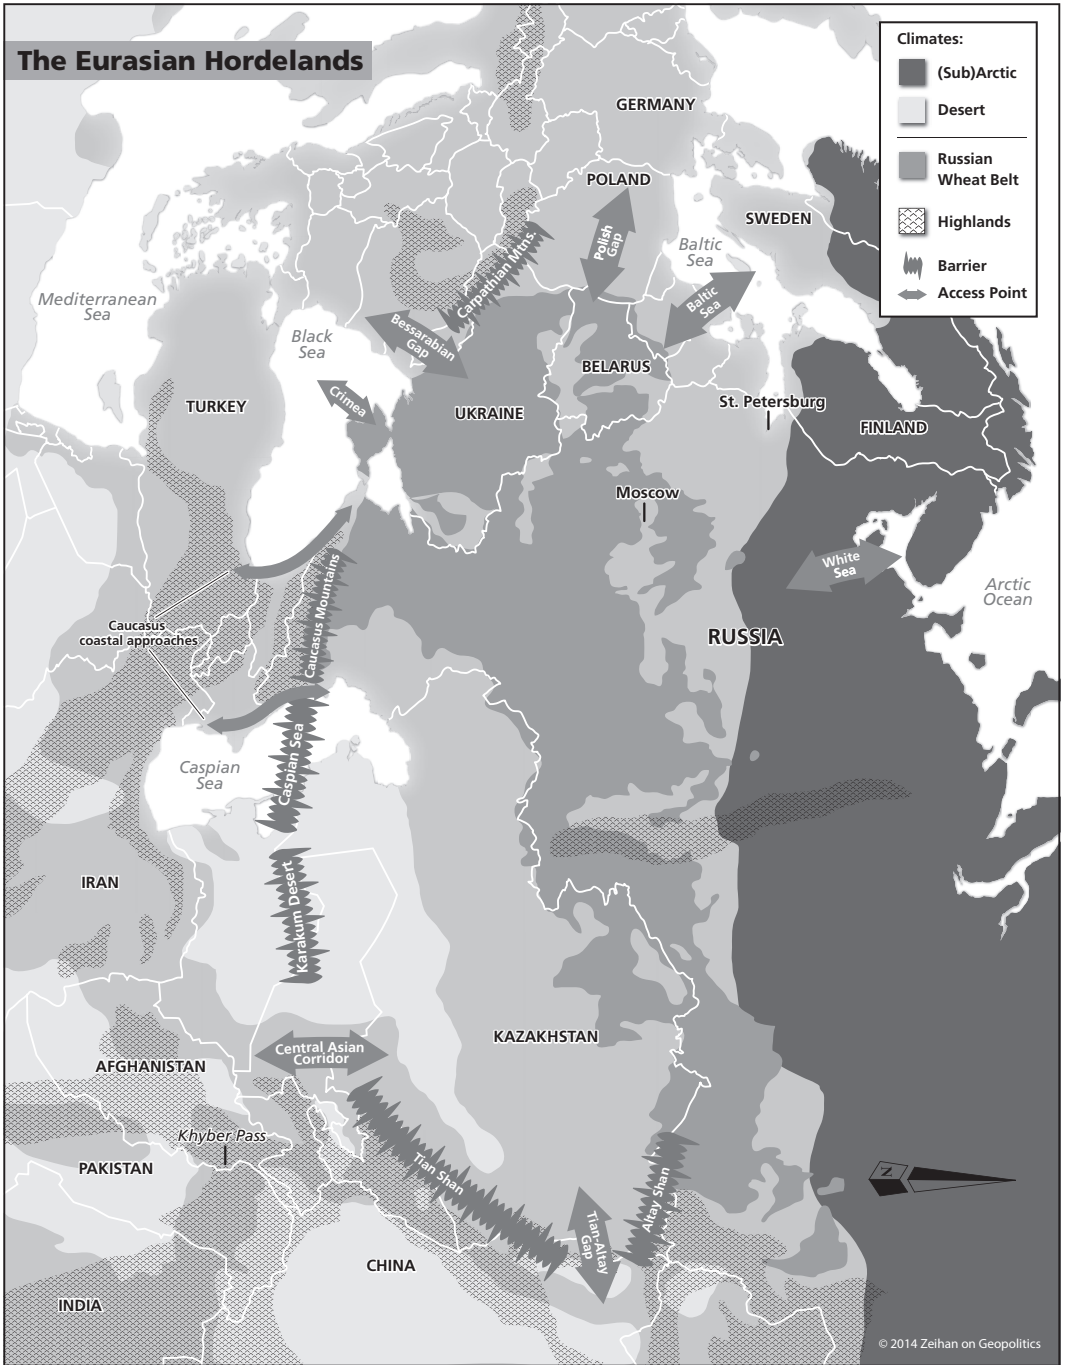 The Eurasian Hordelands
Climates:
(Sub)Arctic
Desert
Russian
Wheat Belt
Highlands
Barrier
Access Point
GERMANY
POLAND
SWEDEN
Polish
Gap
Baltic
Sea
Carpathian Mtns.
Mediterranean
Sea
Baltic
Sea
Black
Sea
Bessarabian
Gap
BELARUS
Crimea
TURKEY
UKRAINE
St. Petersburg
FINLAND
Moscow
White
Sea
Arctic
Ocean
Caucasus
coastal approaches
Caucasus Mountains
RUSSIA
Caspian
Sea
Caspian Sea
IRAN
Karakum Desert
KAZAKHSTAN
Central Asian
Corridor
AFGHANISTAN
Khyber Pass
PAKISTAN
Tian Shan
Altay Shan
N
Tian-Altay
Gap
CHINA
INDIA
© 2014 Zeihan on Geopolitics